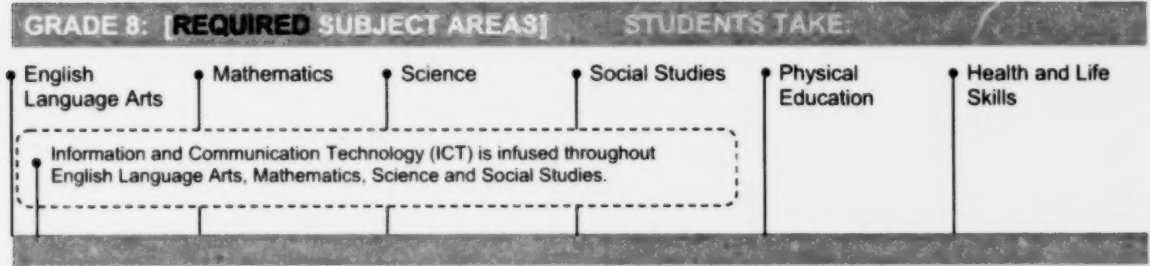 GRADE 8: [REQUIRED SUBJECT AREAS] STUDENTS TAKE:
English
Language Arts
Mathematics
Science
Social Studies
Physical
Education
Health and Life
Skills
Information and Communication Technology (ICT) is infused throughout
English Language Arts, Mathematics, Science and Social Studies.